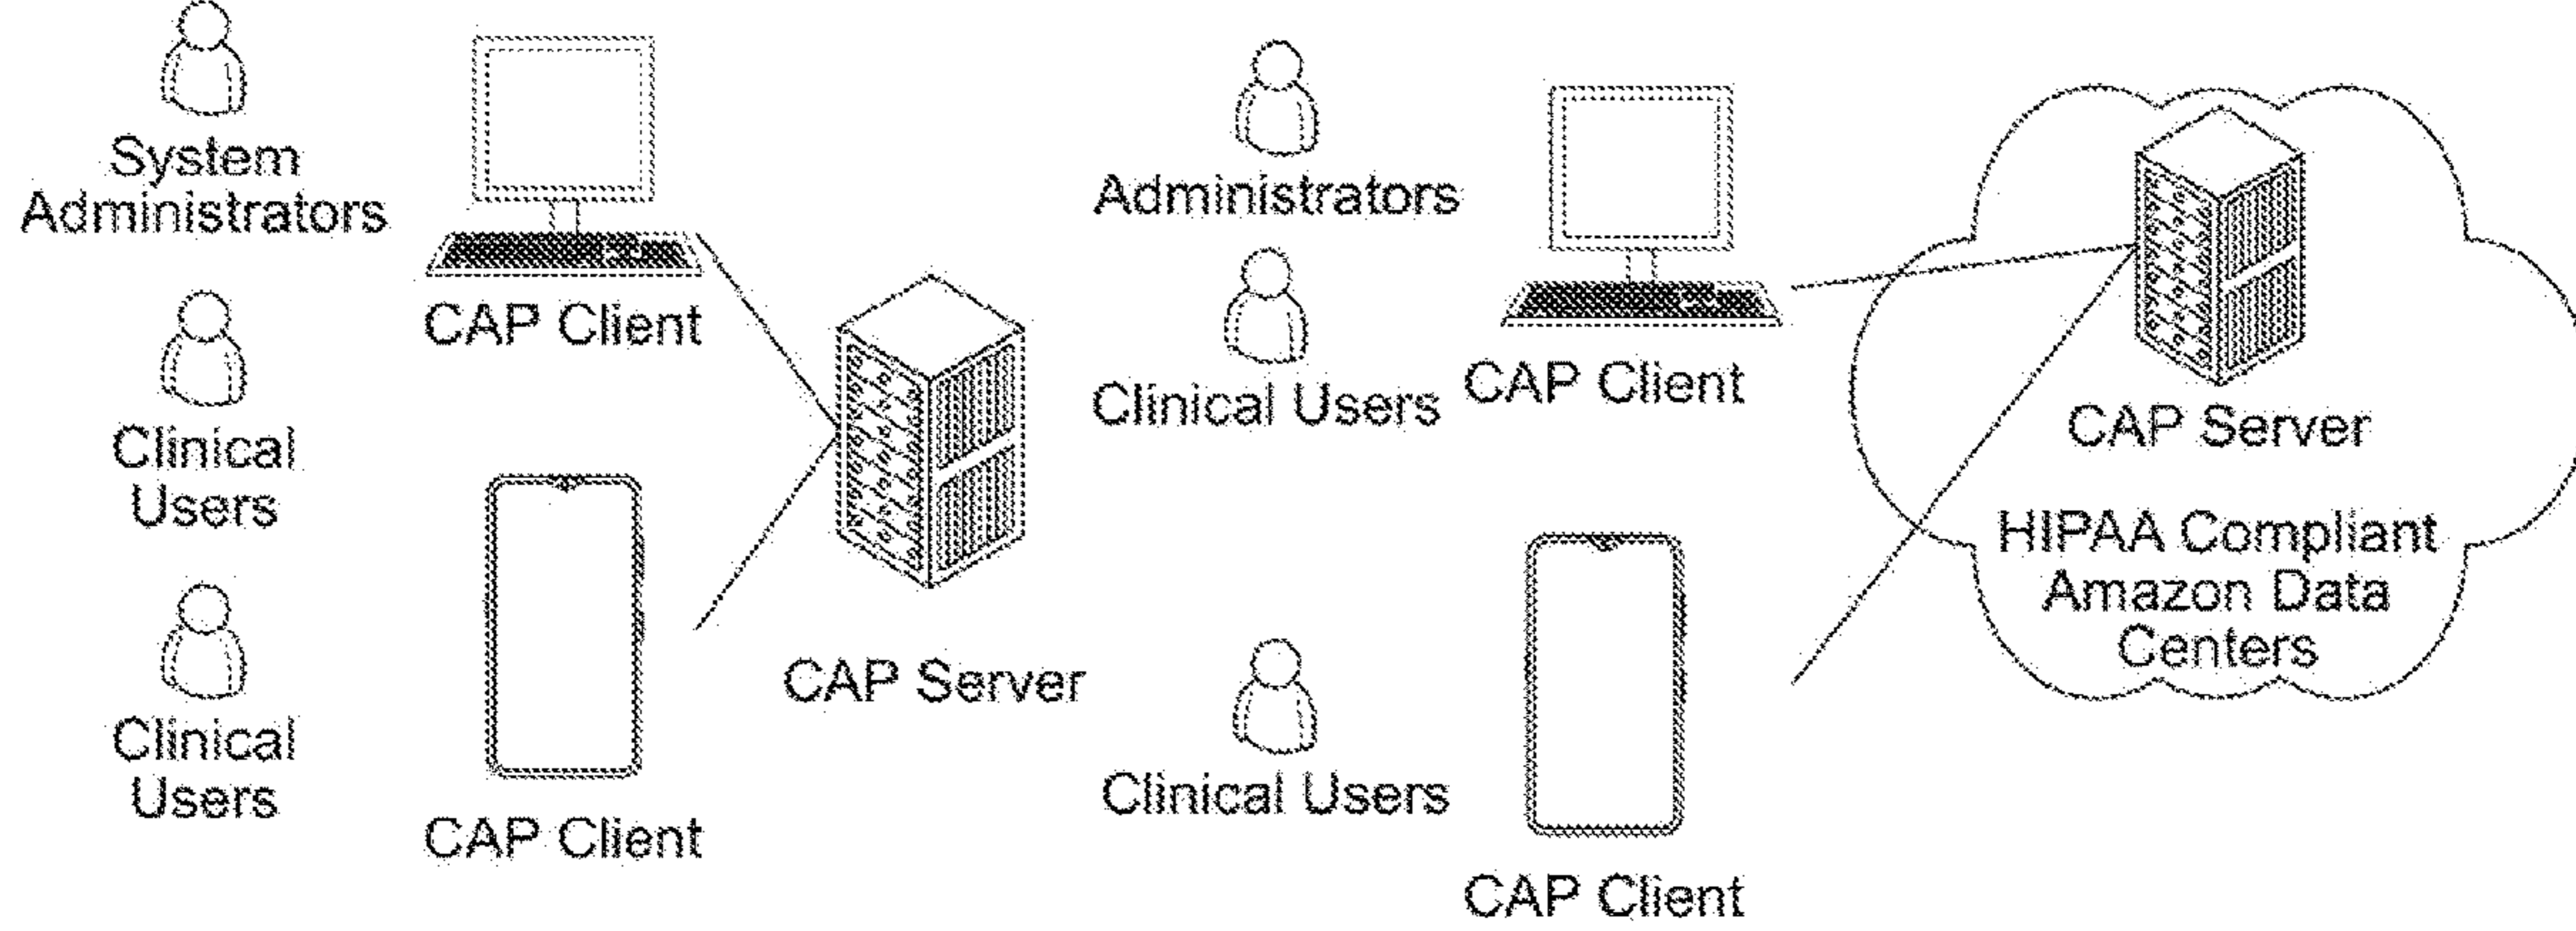 System
Administrators
CAP Client
Clinical
Users
CAP Server
Clinical
Users
CAP Client
Administrators
Clinical Users
CAP Client
CAP Server
HIPAA Compliant
Amazon Data
Centers
Clinical Users
CAP Client